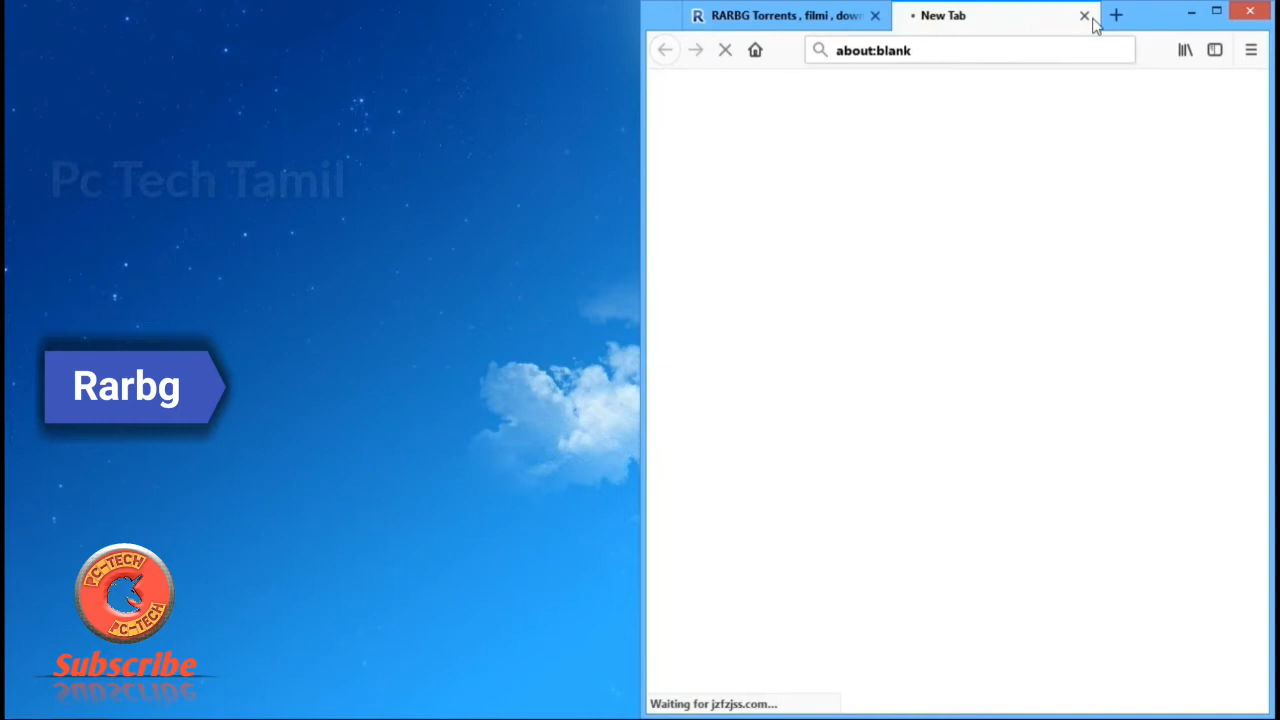 RARBG Torrents , filmi , dow
New Tab
about:blank
Pc Tech Tamil
Rarbg
PC-TECH
PC-TECH
Subscribe
Waiting for jzfzjss.com...